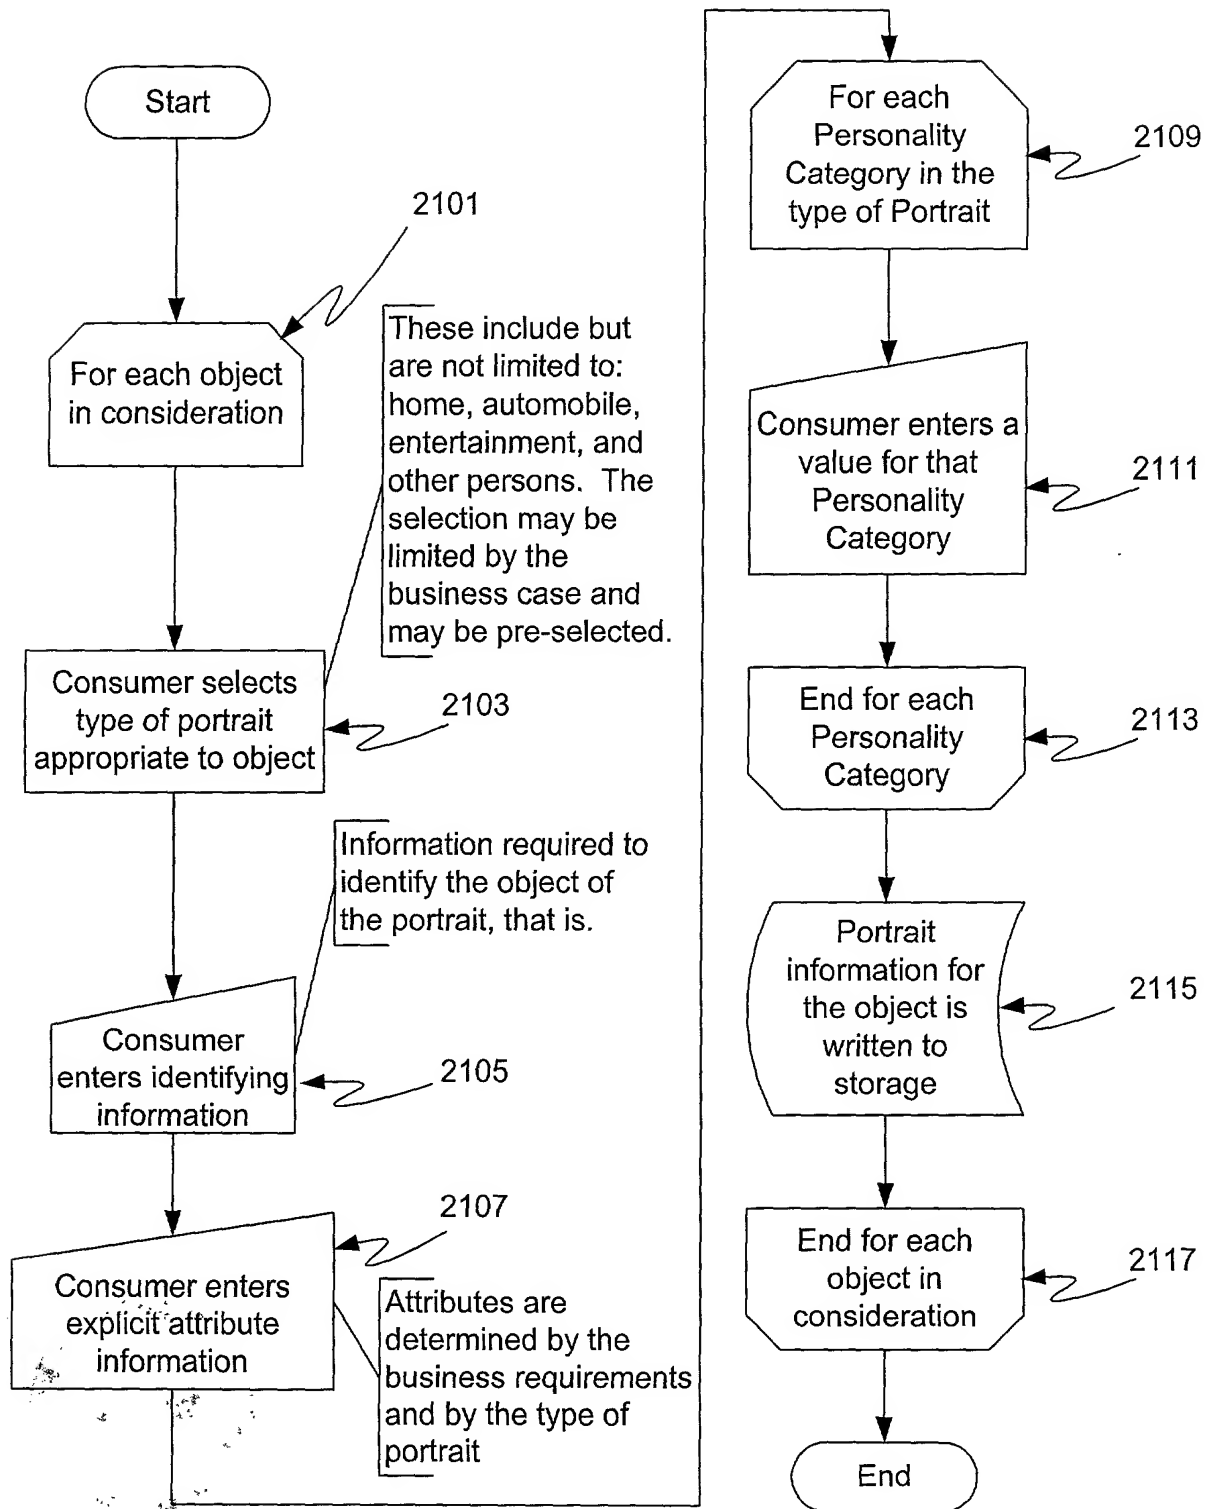 Start
2101
For each object
in consideration
These include but
are not limited to:
home, automobile,
entertainment, and
other persons. The
selection may be
limited by the
business case and
may be pre-selected.
Consumer selects
type of portrait
appropriate to object
2103
Information required to
identify the object of
the portrait, that is.
Consumer
enters identifying
information
2105
2107
Consumer enters
explicit attribute
information
Attributes are
determined by the
business requirements
and by the type of
portrait
For each
Personality
Category in the
type of Portrait
2109
Consumer enters a
value for that
Personality
Category
2111
End for each
Personality
Category
2113
Portrait
information for
the object is
written to
storage
2115
End for each
object in
consideration
2117
End